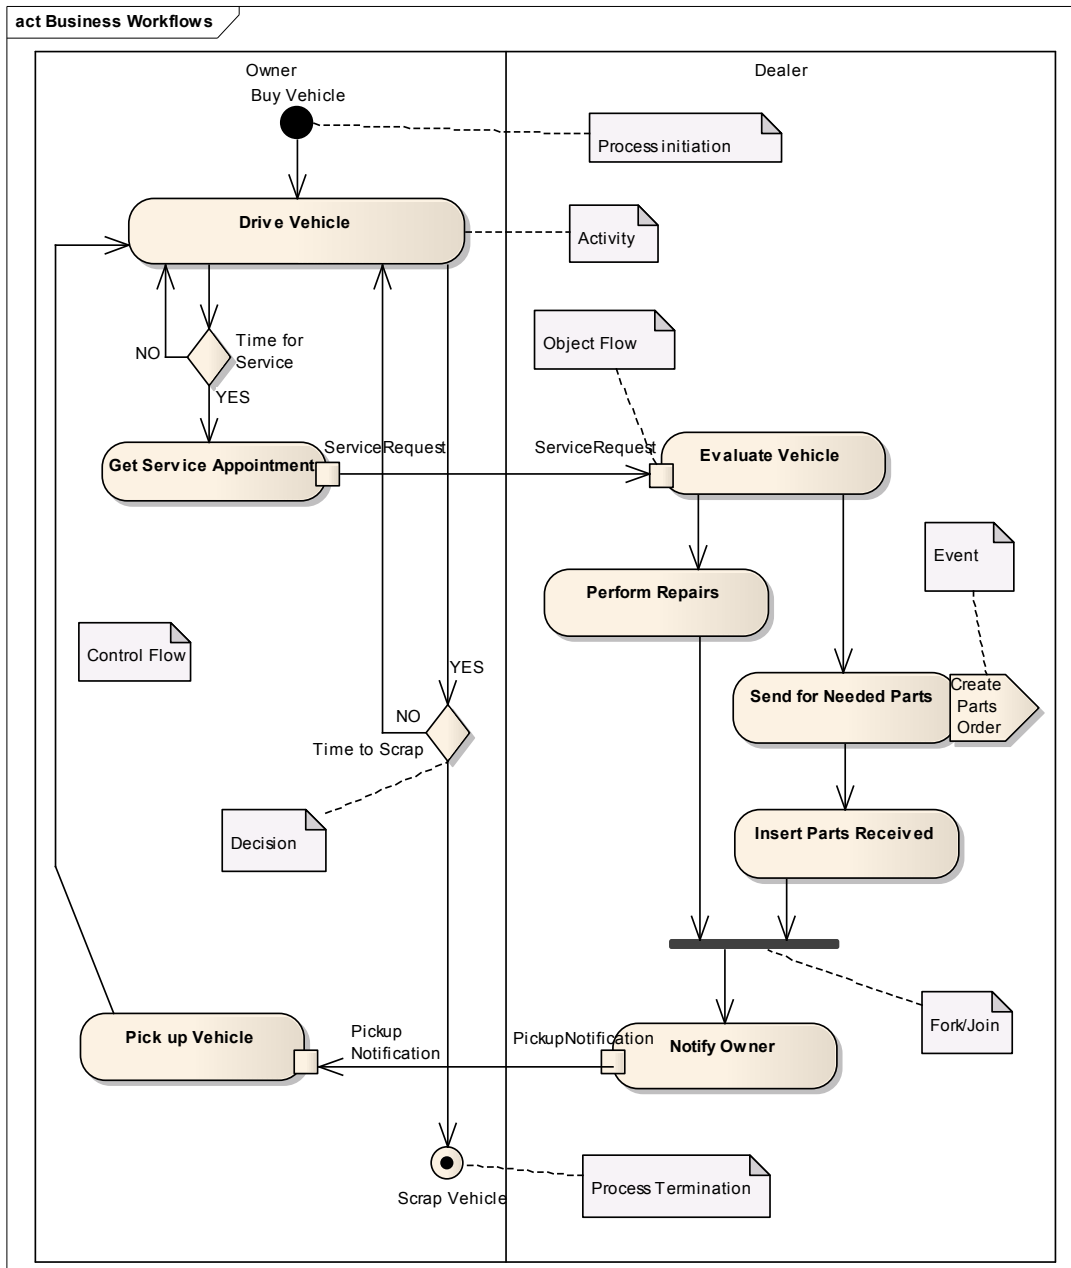 act Business Workflows
Owner
Dealer
Buy Vehicle
Process initiation
Drive Vehicle
Activity
Object Flow
Time for
Service
NO
YES
ServiceRequest
ServiceRequest
Get Service Appointment
Evaluate Vehicle
Event
Perform Repairs
Control Flow
YES
Create
Parts
Order
Send for Needed Parts
NO
Time to Scrap
Decision
Insert Parts Received
Fork/Join
Pickup
Notification
PickupNotification
Pick up Vehicle
Notify Owner
Process Termination
Scrap Vehicle